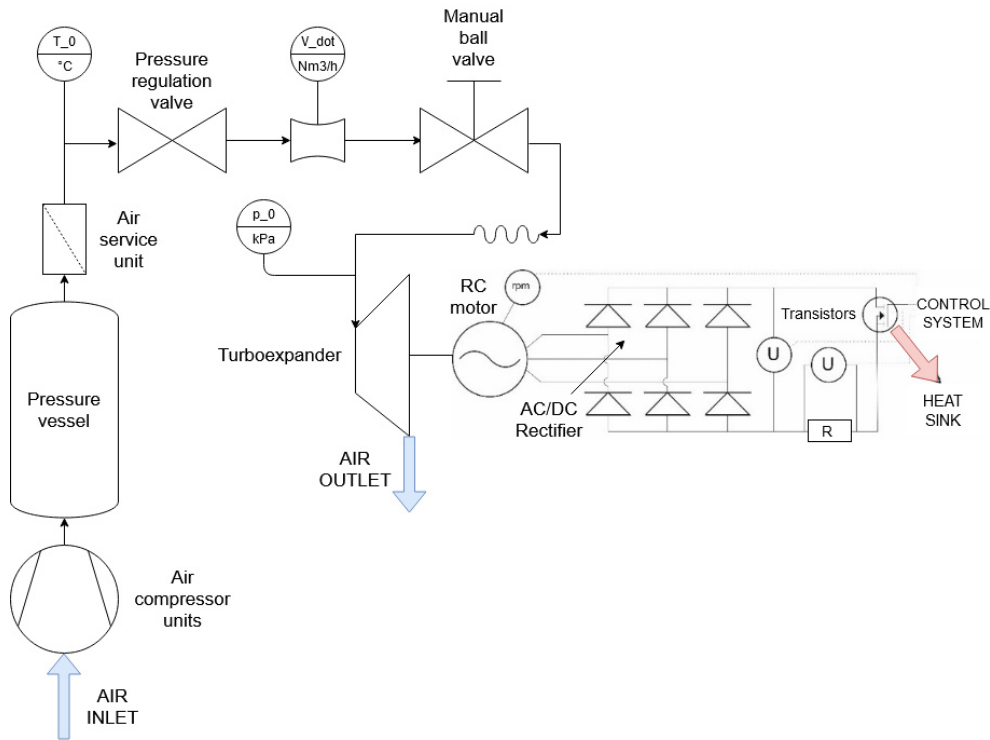 T_0
°C
Pressure
regulation
valve
V_dot
Nm3/h
Manual
ball
valve
Air
service
unit
p_0
kPa
Turboexpander
RC
motor
rpm
AC/DC
Rectifier
U
U
R
Transistors
CONTROL
SYSTEM
HEAT
SINK
AIR
OUTLET
Pressure
vessel
Air
compressor
units
AIR
INLET